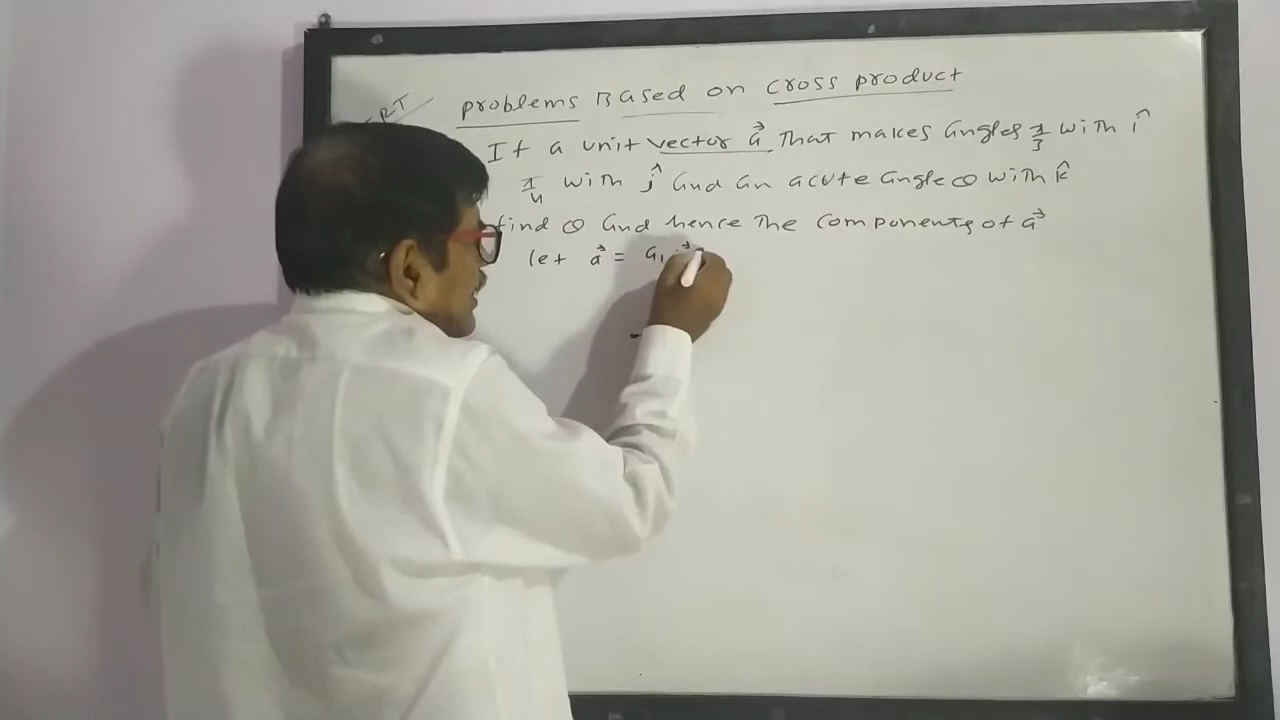 problems Based on cross product
If a unit vector a⃗ That makes angles π/3 with î
π/4 with ĵ and an acute angle θ with k̂
find θ and hence The components of a⃗
let a⃗ = a₁